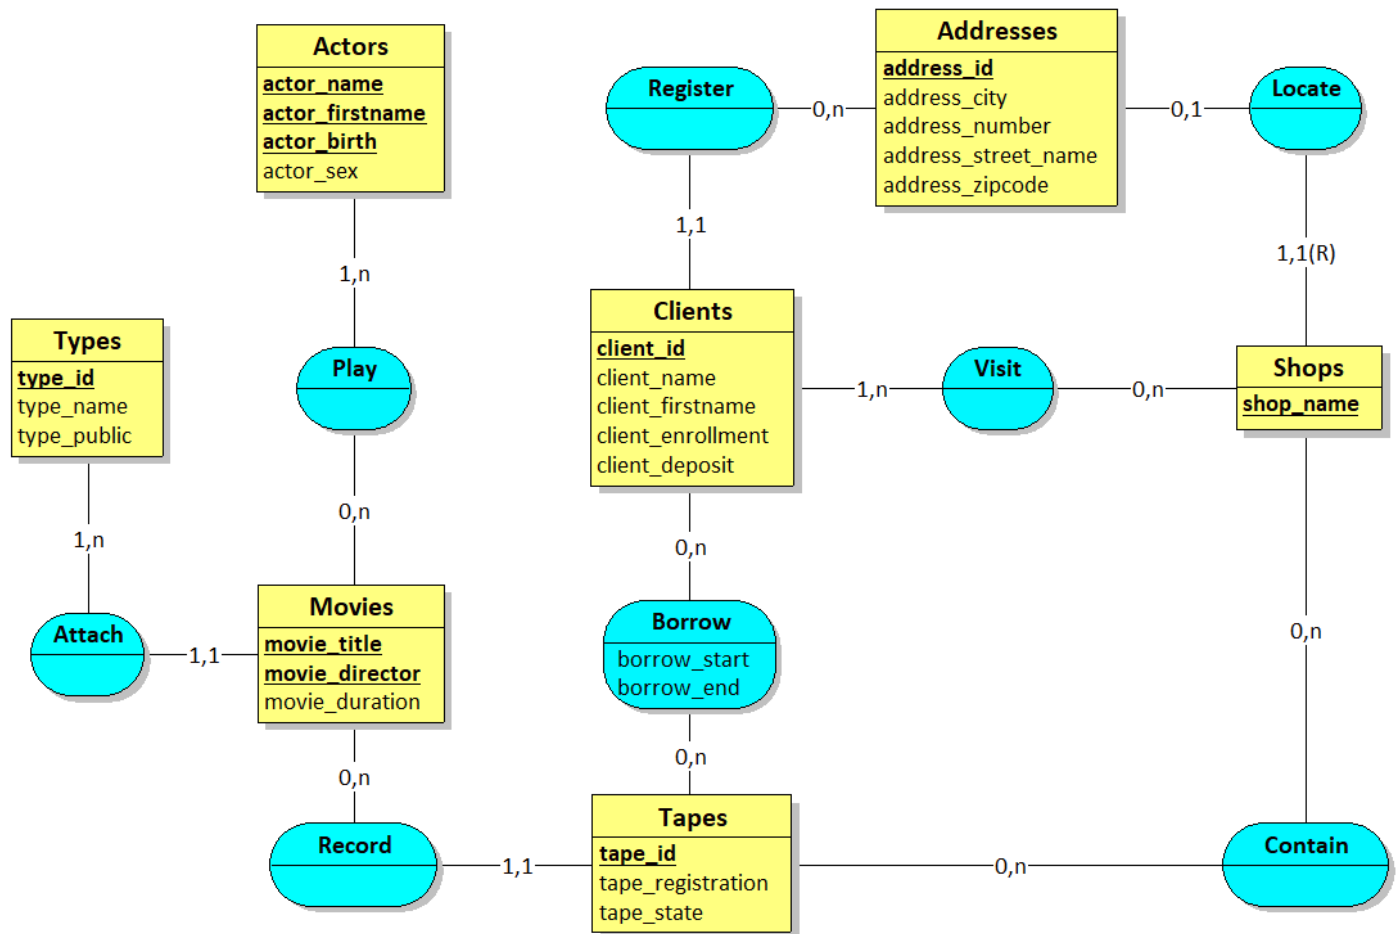 Actors
actor_name
actor_firstname
actor_birth
actor_sex
1,n
Play
0,n
Types
type_id
type_name
type_public
1,n
Attach
1,1
Movies
movie_title
movie_director
movie_duration
0,n
Record
1,1
Register
0,n
Addresses
address_id
address_city
address_number
address_street_name
address_zipcode
0,1
Locate
1,1
1,1(R)
Clients
client_id
client_name
client_firstname
client_enrollment
client_deposit
1,n
Visit
0,n
Shops
shop_name
0,n
Borrow
borrow_start
borrow_end
0,n
0,n
Tapes
tape_id
tape_registration
tape_state
0,n
Contain